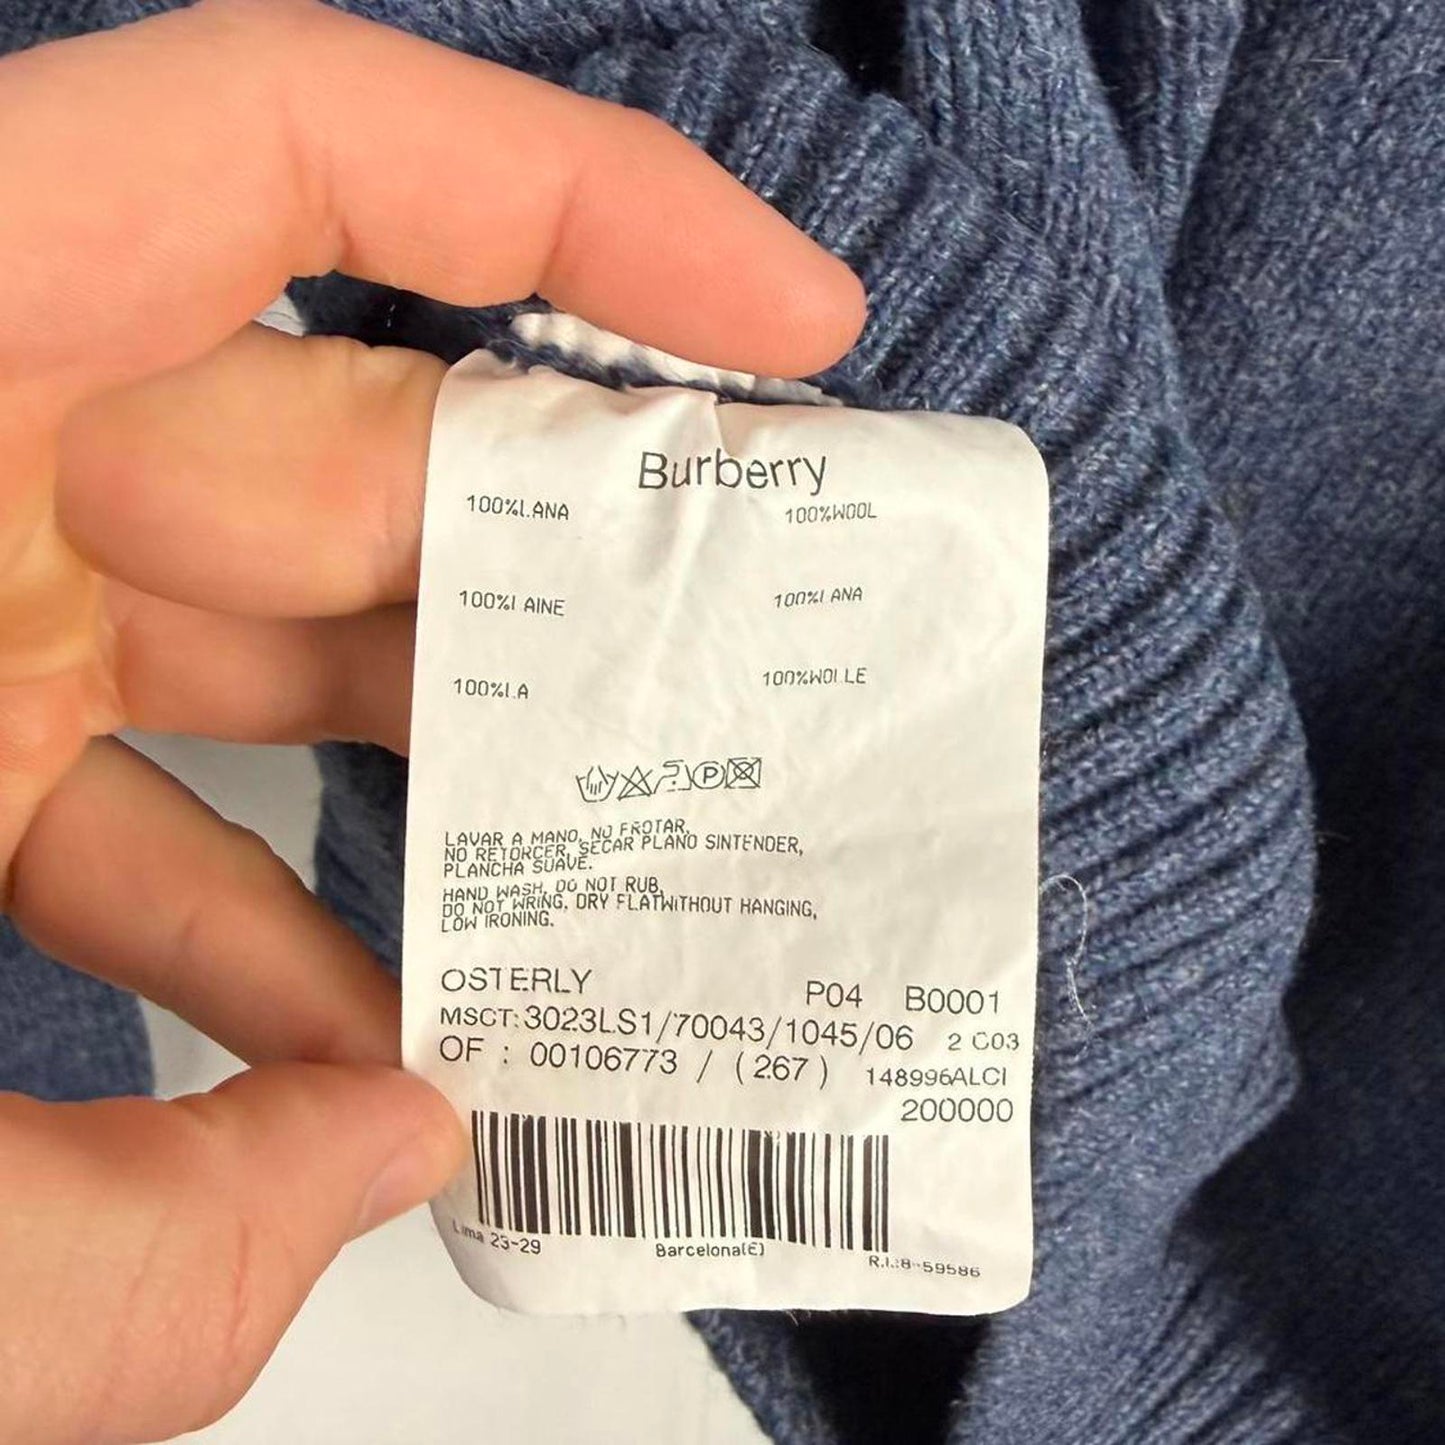 Burberry
100%LANA 100%WOOL
100%LAINE 100%LANA
100%LA 100%WOLLE
P
LAVAR A MANO, NO FROTAR,
NO RETORCER, SECAR PLANO SINTENDER,
PLANCHA SUAVE.
HAND WASH, DO NOT RUB,
DO NOT WRING, DRY FLATWITHOUT HANGING,
LOW IRONING.
OSTERLY P04 B0001
MSCT:3023LS1/70043/1045/06 2 C03
OF : 00106773 / (267) 148996ALCI
200000
Lima 23-29 Barcelona(E) R.I.:8-59586